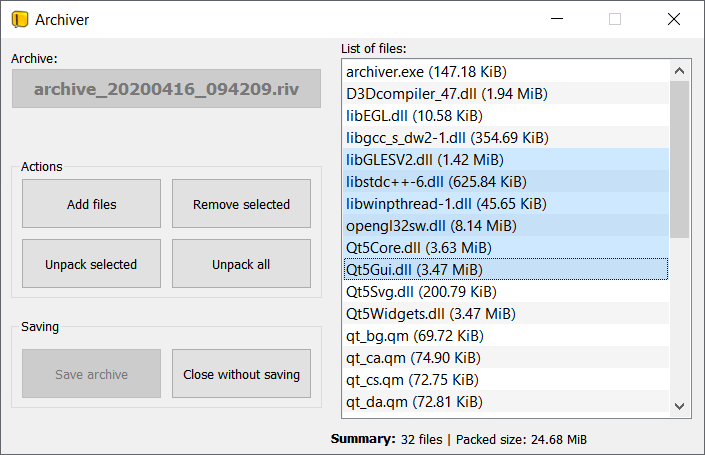 Archiver
Archive:
archive_20200416_094209.riv
Actions
Add files
Remove selected
Unpack selected
Unpack all
Saving
Save archive
Close without saving
List of files:
archiver.exe (147.18 KiB)
D3Dcompiler_47.dll (1.94 MiB)
libEGL.dll (10.58 KiB)
libgcc_s_dw2-1.dll (354.69 KiB)
libGLESV2.dll (1.42 MiB)
libstdc++-6.dll (625.84 KiB)
libwinpthread-1.dll (45.65 KiB)
opengl32sw.dll (8.14 MiB)
Qt5Core.dll (3.63 MiB)
Qt5Gui.dll (3.47 MiB)
Qt5Svg.dll (200.79 KiB)
Qt5Widgets.dll (3.47 MiB)
qt_bg.qm (69.72 KiB)
qt_ca.qm (74.90 KiB)
qt_cs.qm (72.75 KiB)
qt_da.qm (72.81 KiB)
Summary: 32 files | Packed size: 24.68 MiB